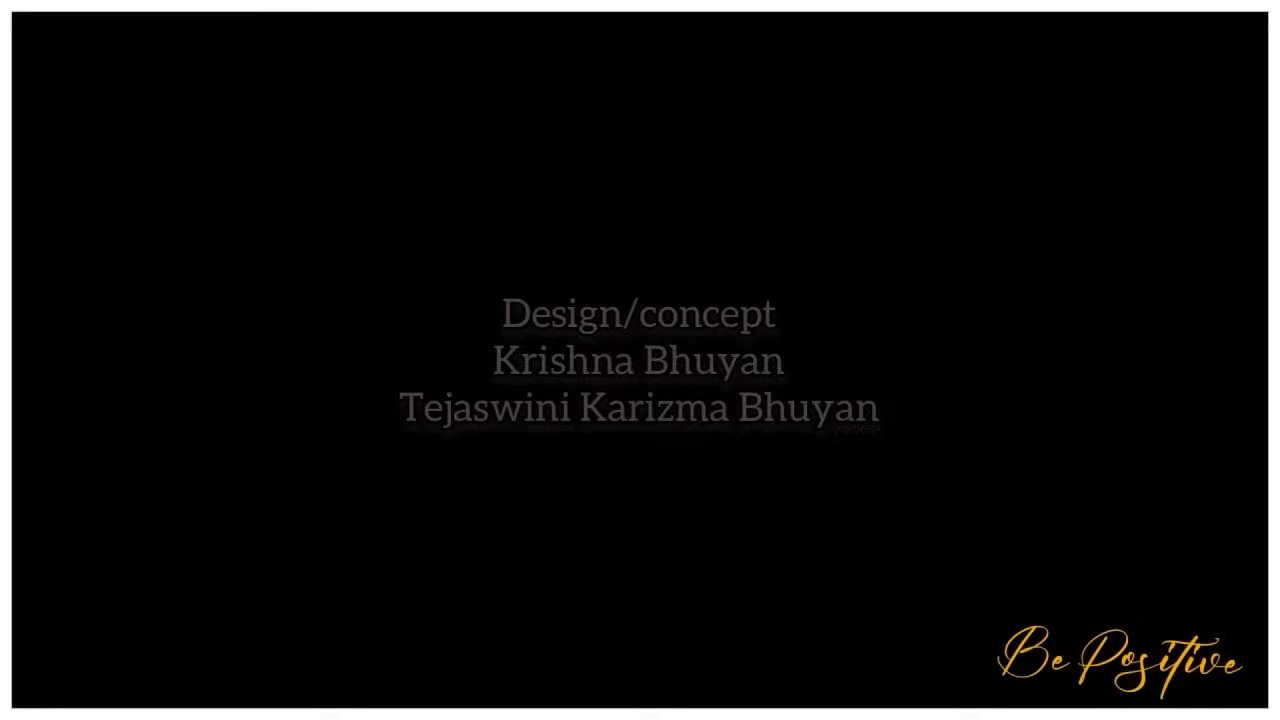 Design/concept
Krishna Bhuyan
Tejaswini Karizma Bhuyan
Be Positive